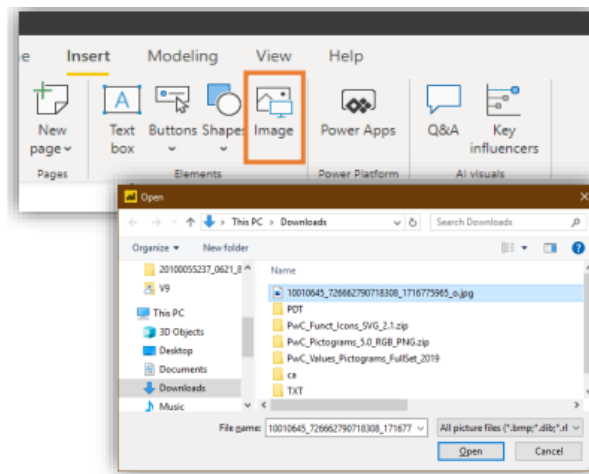 Insert Modeling View Help
New page
Text box
Buttons
Shapes
Image
Power Apps
Q&A
Key influencers
Pages
Elements
Power Platform
AI visuals
Open
This PC > Downloads
Search Downloads
Organize
New folder
20100055237_0621_8
V9
This PC
3D Objects
Desktop
Documents
Downloads
Music
Name
10010645_726662790718308_1716775965_o.jpg
PDT
PwC_Funct_Icons_SVG_2.1.zip
PwC_Pictograms_5.0_RGB_PNG.zip
PwC_Values_Pictograms_FullSet_2019
ca
TXT
File name: 10010645_726662790718308_171677
All picture files (*.bmp;*.dib;*.rl
Open
Cancel